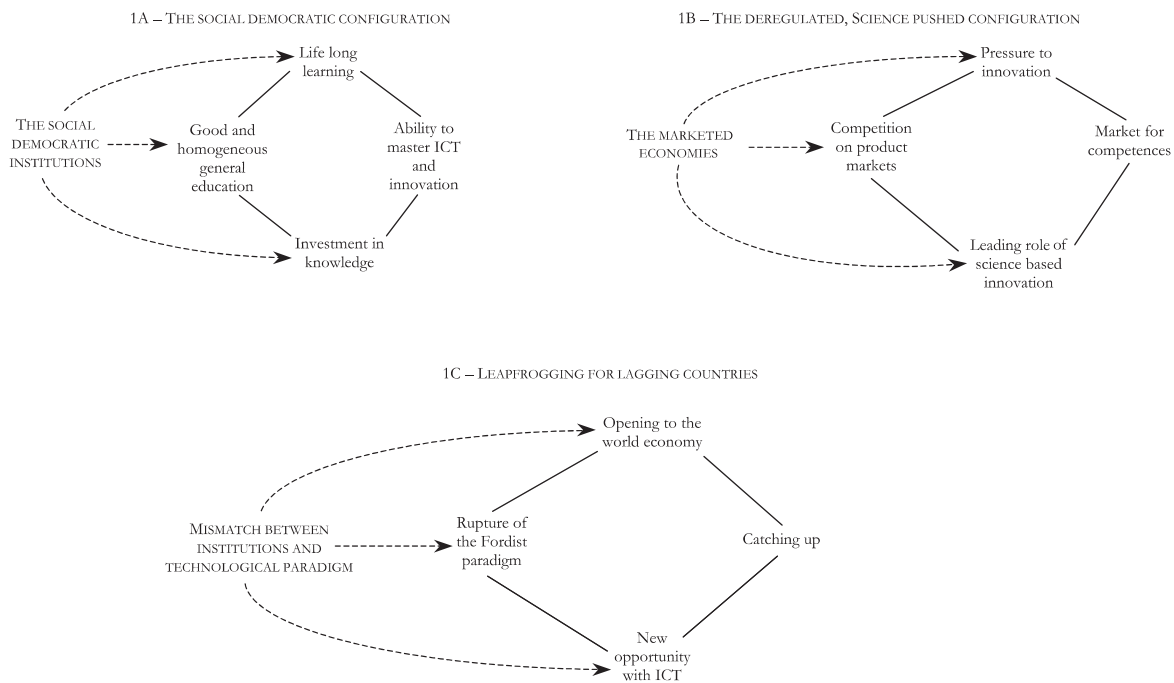 1A – THE SOCIAL DEMOCRATIC CONFIGURATION
Life long
learning
THE SOCIAL
DEMOCRATIC
INSTITUTIONS
Good and
homogeneous
general
education
Ability to
master ICT
and
innovation
Investment in
knowledge
1B – THE DEREGULATED, SCIENCE PUSHED CONFIGURATION
Pressure to
innovation
THE MARKETED
ECONOMIES
Competition
on product
markets
Market for
competences
Leading role of
science based
innovation
1C – LEAPFROGGING FOR LAGGING COUNTRIES
Opening to the
world economy
MISMATCH BETWEEN
INSTITUTIONS AND
TECHNOLOGICAL PARADIGM
Rupture of
the Fordist
paradigm
Catching up
New
opportunity
with ICT